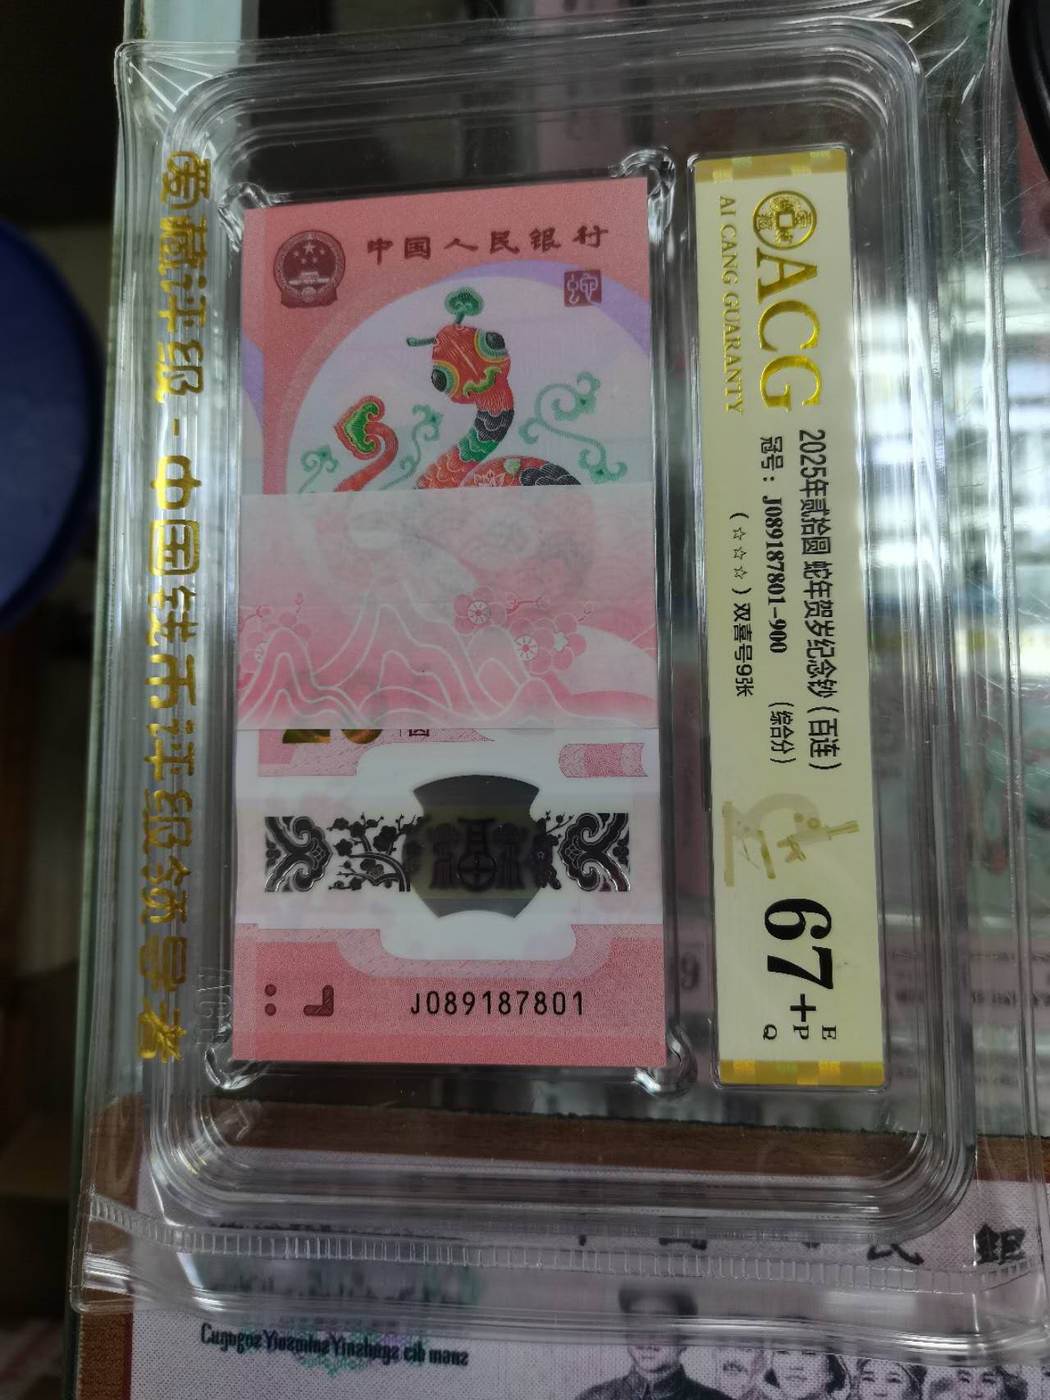 爱藏评级-中国钱币评级领导者
中国人民银行
J089187801
ACG
AI CANG GUARANTY
2025年贰拾圆 蛇年贺岁纪念钞（百连）
冠号： J089187801-900 （综合分）
（☆☆☆）双喜号9张
67+
E
P
Q
民 銀